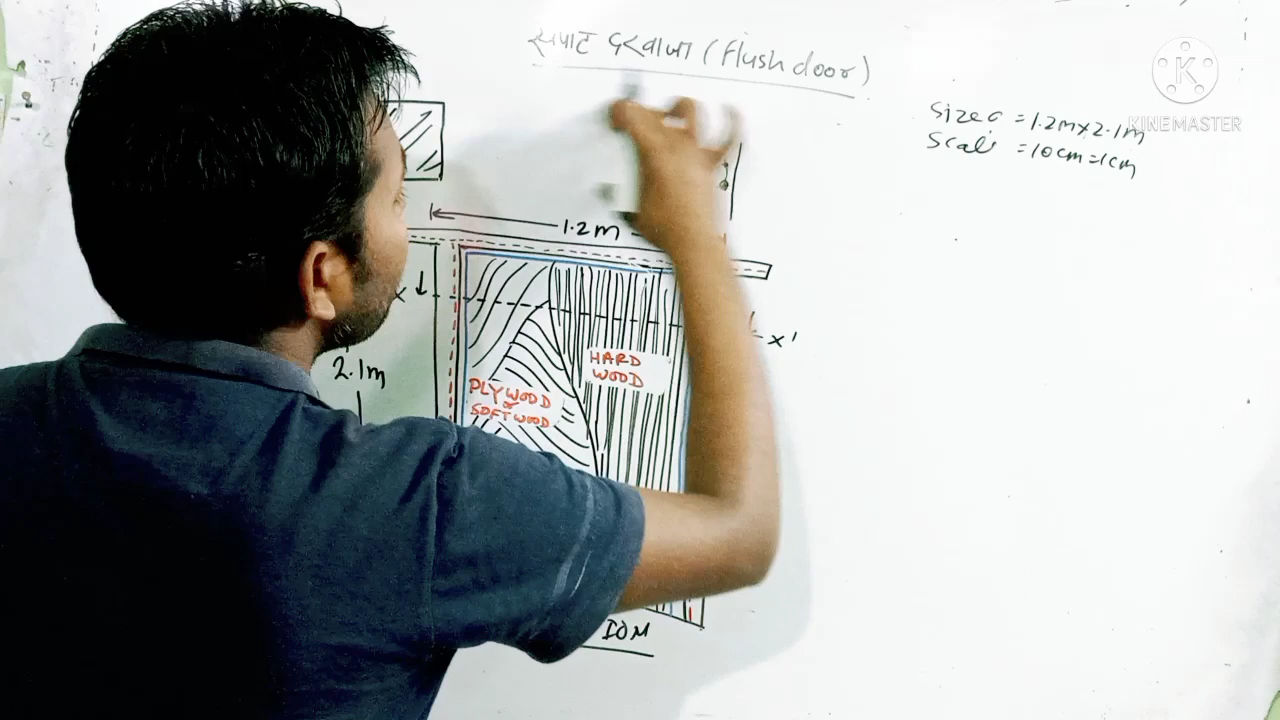 सपाट दरवाजा (Flush door)
Size = 1.2m×2.1m
Scale = 10cm=1cm
K
KINEMASTER
1.2m
x
x'
2.1m
HARD
WOOD
PLYWOOD
or
SOFTWOOD